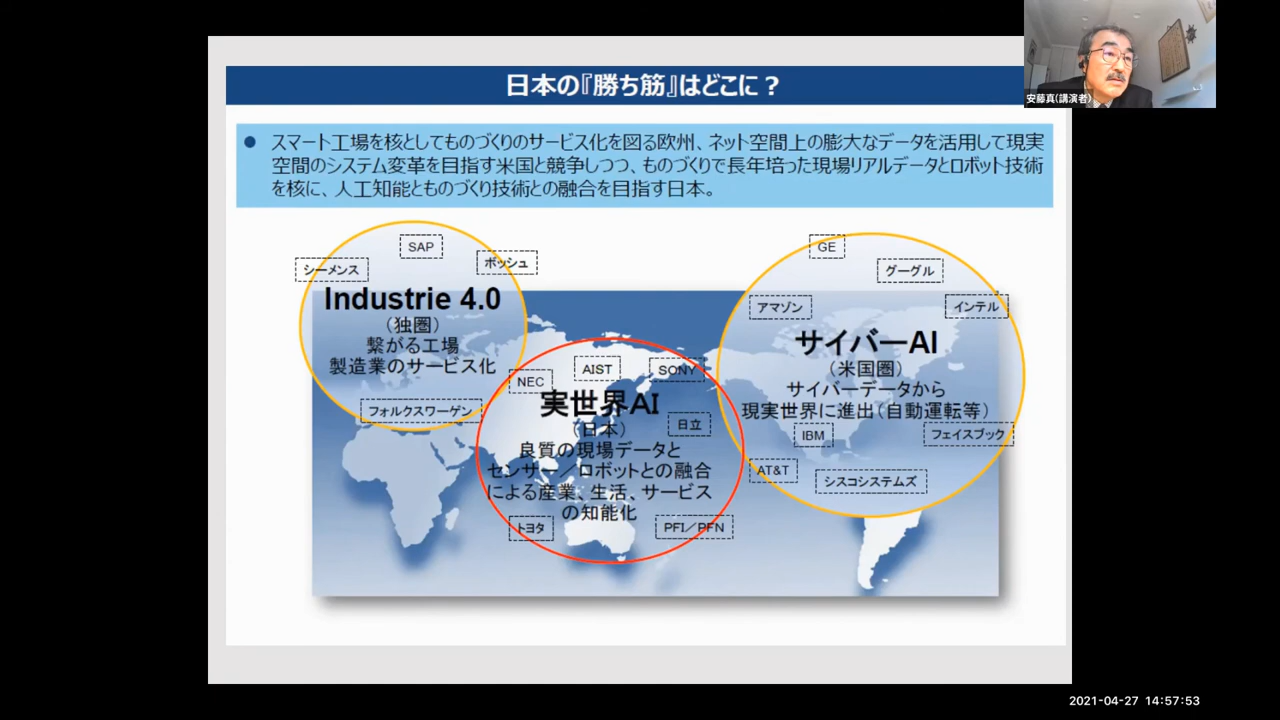 日本の『勝ち筋』はどこに？
安藤真(講演者)
● スマート工場を核としてものづくりのサービス化を図る欧州、ネット空間上の膨大なデータを活用して現実
空間のシステム変革を目指す米国と競争しつつ、ものづくりで長年培った現場リアルデータとロボット技術
を核に、人工知能とものづくり技術との融合を目指す日本。
SAP
シーメンス
ボッシュ
Industrie 4.0
（独圏）
繋がる工場
製造業のサービス化
フォルクスワーゲン
NEC
AIST
SONY
実世界AI
（日本）
日立
良質の現場データと
センサー／ロボットとの融合
による産業、生活、サービス
の知能化
トヨタ
PFI／PFN
GE
グーグル
アマゾン
インテル
サイバーAI
（米国圏）
サイバーデータから
現実世界に進出（自動運転等）
IBM
フェイスブック
AT&T
シスコシステムズ
2021-04-27 14:57:53